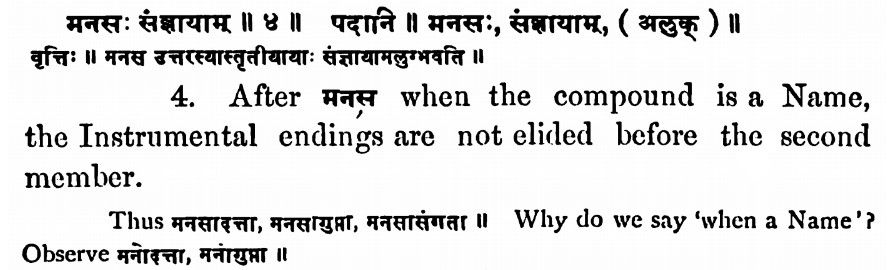 मनसः संज्ञायाम् ॥ ४ ॥ पदानि ॥ मनसः, संज्ञायाम्, ( अलुक् ) ॥
वृत्तिः ॥ मनस उत्तरस्यास्तृतीयायाः संज्ञायामलुग्भवति ॥
4. After मनस् when the compound is a Name,
the Instrumental endings are not elided before the second
member.
Thus मनसादत्ता, मनसागुप्ता, मनसासंगता ॥ Why do we say 'when a Name'?
Observe मनोदत्ता, मनोगुप्ता ॥